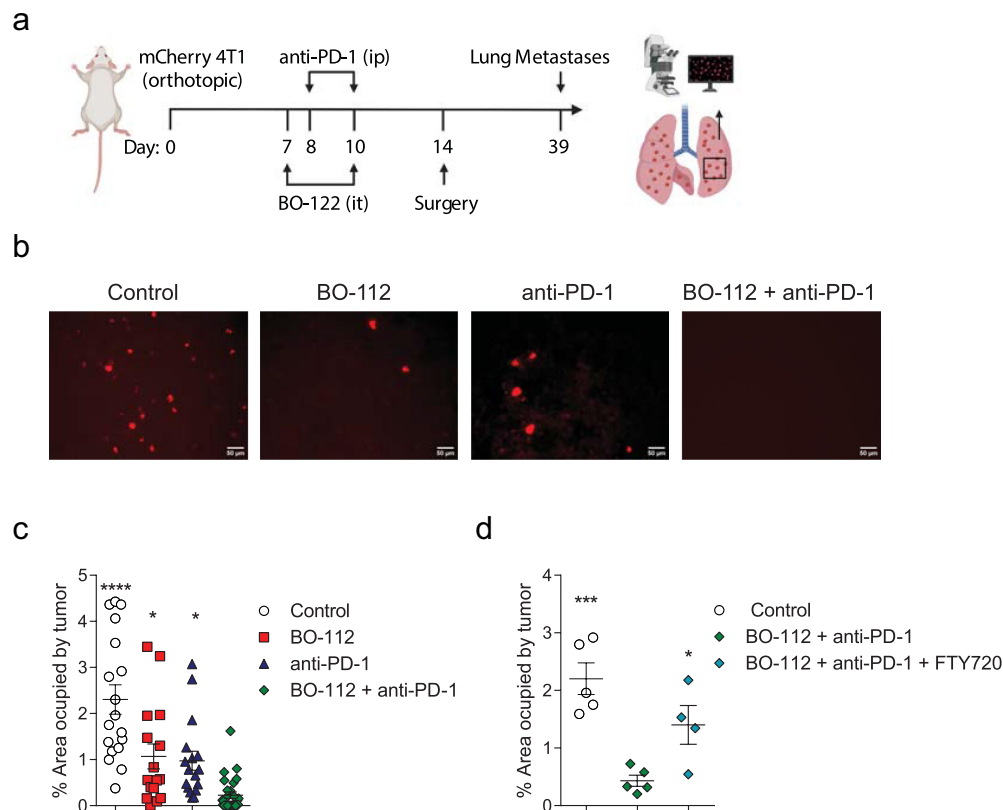 a
mCherry 4T1
(orthotopic)
anti-PD-1 (ip)
Lung Metastases
Day: 0 7 8 10 14 39
BO-122 (it)
Surgery
b
Control BO-112 anti-PD-1 BO-112 + anti-PD-1
50 µm 50 µm 50 µm 50 µm
c
% Area ocupied by tumor
5
4
3
2
1
0
****
*
*
Control
BO-112
anti-PD-1
BO-112 + anti-PD-1
d
% Area ocupied by tumor
4
3
2
1
0
***
*
Control
BO-112 + anti-PD-1
BO-112 + anti-PD-1 + FTY720